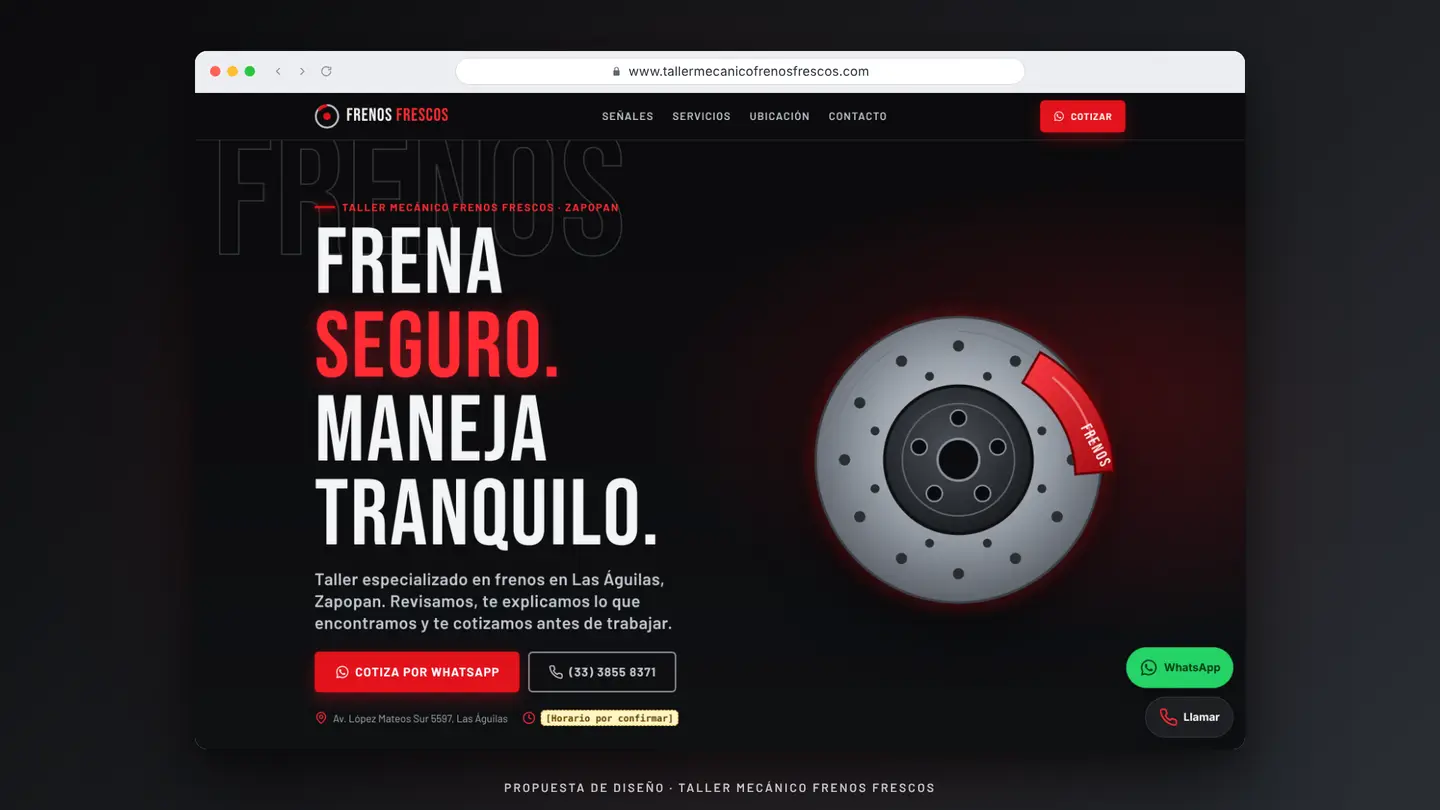 www.tallermecanicofrenosfrescos.com
FRENOS FRESCOS
SEÑALES SERVICIOS UBICACIÓN CONTACTO
COTIZAR
FRENOS
TALLER MECÁNICO FRENOS FRESCOS · ZAPOPAN
FRENA
SEGURO.
MANEJA
TRANQUILO.
FRENOS
Taller especializado en frenos en Las Águilas,
Zapopan. Revisamos, te explicamos lo que
encontramos y te cotizamos antes de trabajar.
COTIZA POR WHATSAPP
(33) 3855 8371
Av. López Mateos Sur 5597, Las Águilas
[Horario por confirmar]
WhatsApp
Llamar
PROPUESTA DE DISEÑO · TALLER MECÁNICO FRENOS FRESCOS